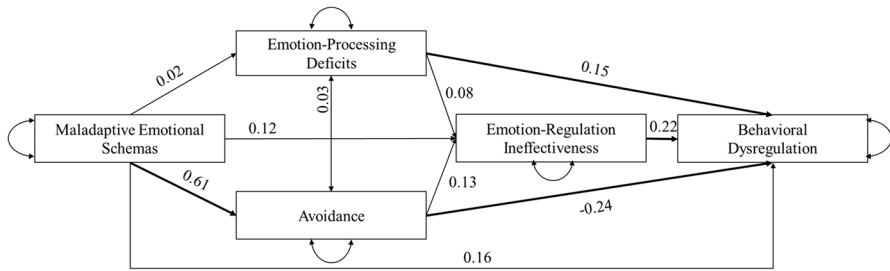 Emotion-Processing
Deficits
0.02
0.15
0.03
0.08
Maladaptive Emotional
Schemas
0.12
Emotion-Regulation
Ineffectiveness
0.22
Behavioral
Dysregulation
0.61
0.13
Avoidance
-0.24
0.16